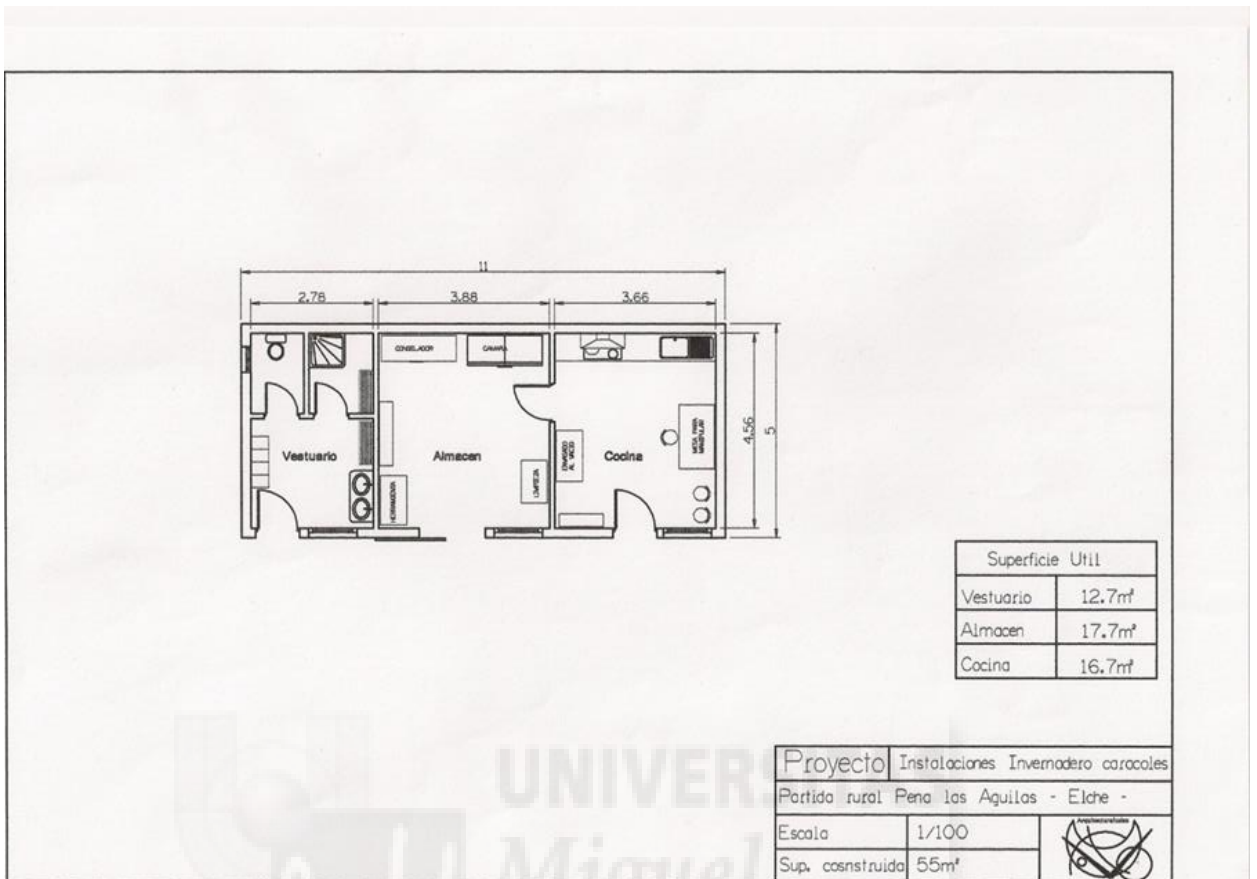 11
2.78 3.88 3.66
CONGELADOR CAMARA
4.56
5
Vestuario Almacen Cocina
ENVASADO
AL VACIO
MESA PARA
MANIPULAR
HERRAMIENTA
LIMPIEZA
Superficie Util
Vestuario 12.7m²
Almacen 17.7m²
Cocina 16.7m²
UNIVERSITAS
Miguel
Proyecto Instalaciones Invernadero caracoles
Partida rural Pena las Aguilas - Elche -
Escala 1/100
Sup. cosnstruida 55m²